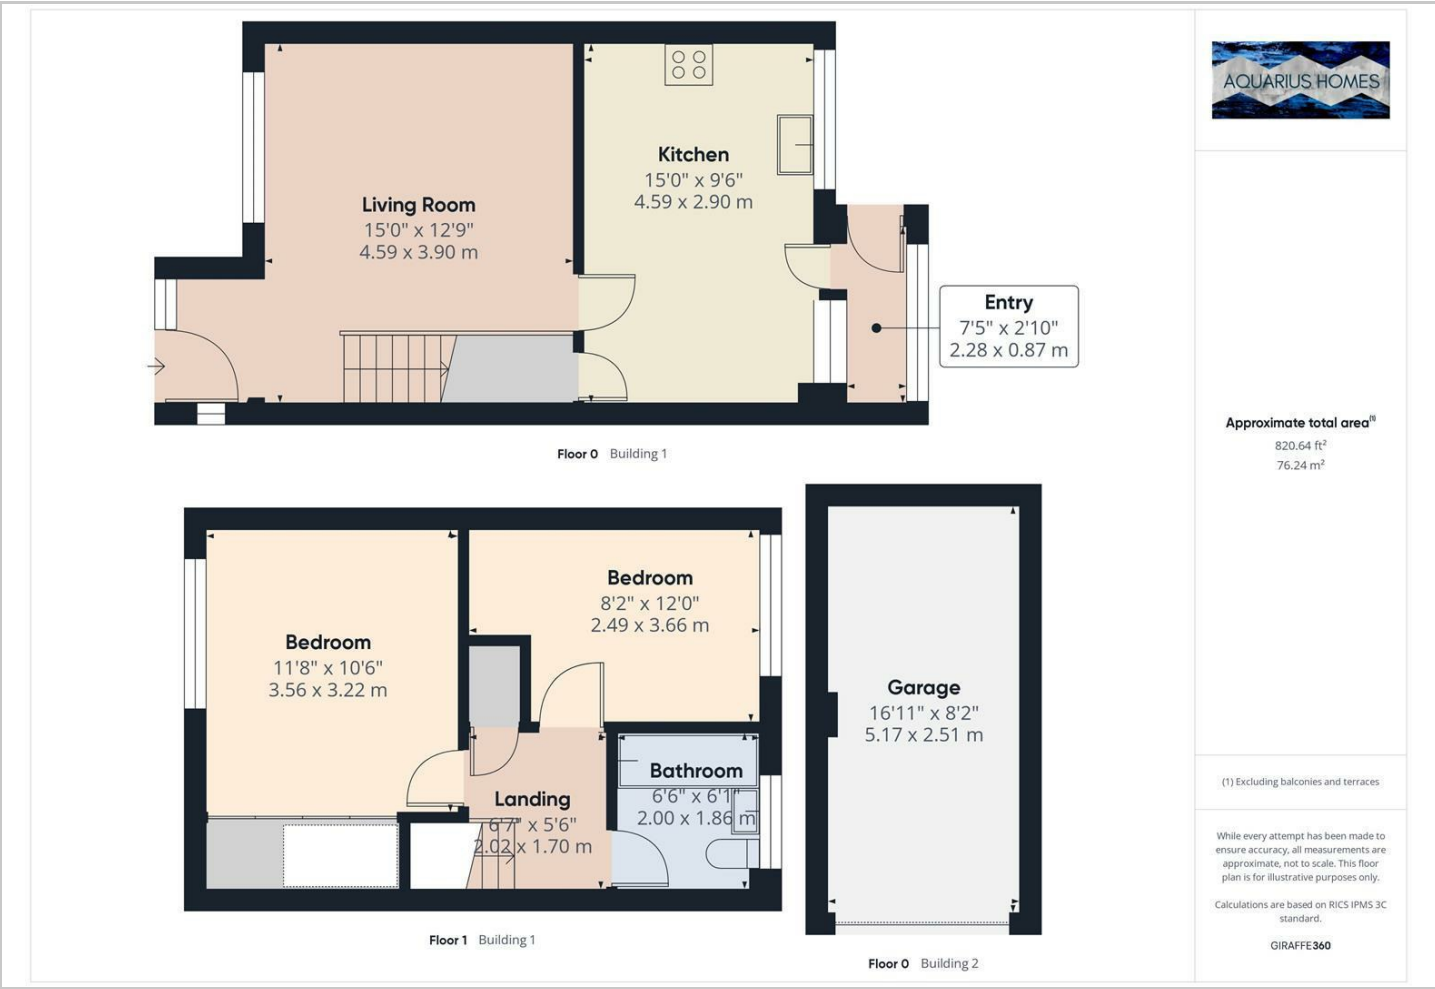 AQUARIUS HOMES
Living Room
15'0" x 12'9"
4.59 x 3.90 m
Kitchen
15'0" x 9'6"
4.59 x 2.90 m
Entry
7'5" x 2'10"
2.28 x 0.87 m
Floor 0 Building 1
Bedroom
11'8" x 10'6"
3.56 x 3.22 m
Bedroom
8'2" x 12'0"
2.49 x 3.66 m
Landing
6'7" x 5'6"
2.02 x 1.70 m
Bathroom
6'6" x 6'1"
2.00 x 1.86 m
Floor 1 Building 1
Garage
16'11" x 8'2"
5.17 x 2.51 m
Floor 0 Building 2
Approximate total area(1)
820.64 ft²
76.24 m²
(1) Excluding balconies and terraces
While every attempt has been made to
ensure accuracy, all measurements are
approximate, not to scale. This floor
plan is for illustrative purposes only.
Calculations are based on RICS IPMS 3C
standard.
GIRAFFE360